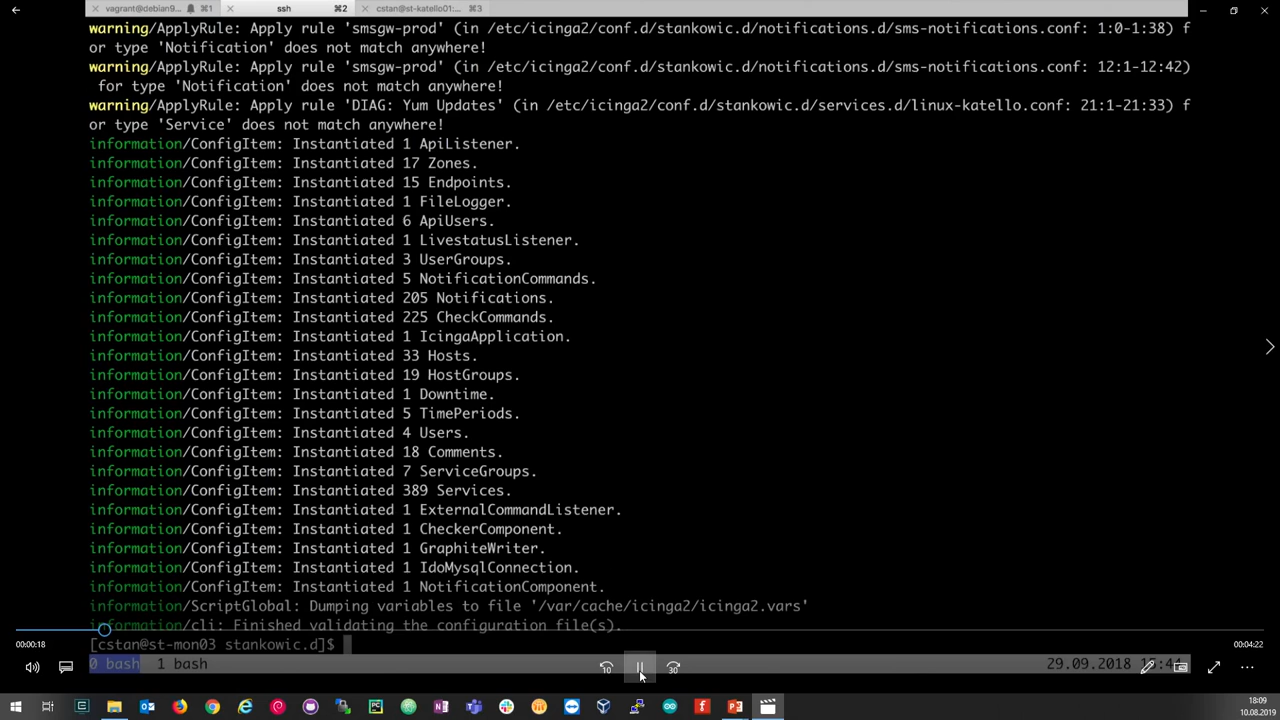 vagrant@debian9... ⌘1 ssh ⌘2 cstan@st-katello01:... ⌘3
warning/ApplyRule: Apply rule 'smsgw-prod' (in /etc/icinga2/conf.d/stankowic.d/notifications.d/sms-notifications.conf: 1:0-1:38) f
or type 'Notification' does not match anywhere!
warning/ApplyRule: Apply rule 'smsgw-prod' (in /etc/icinga2/conf.d/stankowic.d/notifications.d/sms-notifications.conf: 12:1-12:42)
for type 'Notification' does not match anywhere!
warning/ApplyRule: Apply rule 'DIAG: Yum Updates' (in /etc/icinga2/conf.d/stankowic.d/services.d/linux-katello.conf: 21:1-21:33) f
or type 'Service' does not match anywhere!
information/ConfigItem: Instantiated 1 ApiListener.
information/ConfigItem: Instantiated 17 Zones.
information/ConfigItem: Instantiated 15 Endpoints.
information/ConfigItem: Instantiated 1 FileLogger.
information/ConfigItem: Instantiated 6 ApiUsers.
information/ConfigItem: Instantiated 1 LivestatusListener.
information/ConfigItem: Instantiated 3 UserGroups.
information/ConfigItem: Instantiated 5 NotificationCommands.
information/ConfigItem: Instantiated 205 Notifications.
information/ConfigItem: Instantiated 225 CheckCommands.
information/ConfigItem: Instantiated 1 IcingaApplication.
information/ConfigItem: Instantiated 33 Hosts.
information/ConfigItem: Instantiated 19 HostGroups.
information/ConfigItem: Instantiated 1 Downtime.
information/ConfigItem: Instantiated 5 TimePeriods.
information/ConfigItem: Instantiated 4 Users.
information/ConfigItem: Instantiated 18 Comments.
information/ConfigItem: Instantiated 7 ServiceGroups.
information/ConfigItem: Instantiated 389 Services.
information/ConfigItem: Instantiated 1 ExternalCommandListener.
information/ConfigItem: Instantiated 1 CheckerComponent.
information/ConfigItem: Instantiated 1 GraphiteWriter.
information/ConfigItem: Instantiated 1 IdoMysqlConnection.
information/ConfigItem: Instantiated 1 NotificationComponent.
information/ScriptGlobal: Dumping variables to file '/var/cache/icinga2/icinga2.vars'
information/cli: Finished validating the configuration file(s).
[cstan@st-mon03 stankowic.d]$
00:00:18 00:04:22
0 bash 1 bash 29.09.2018
10 30
18:09
10.08.2019